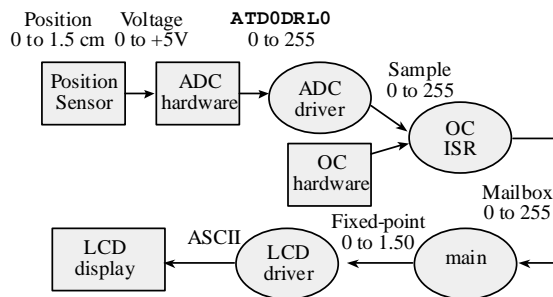 Position
0 to 1.5 cm
Voltage
0 to +5V
ATD0DRL0
0 to 255
Position
Sensor
ADC
hardware
ADC
driver
Sample
0 to 255
OC
ISR
OC
hardware
Mailbox
0 to 255
main
Fixed-point
0 to 1.50
LCD
driver
ASCII
LCD
display